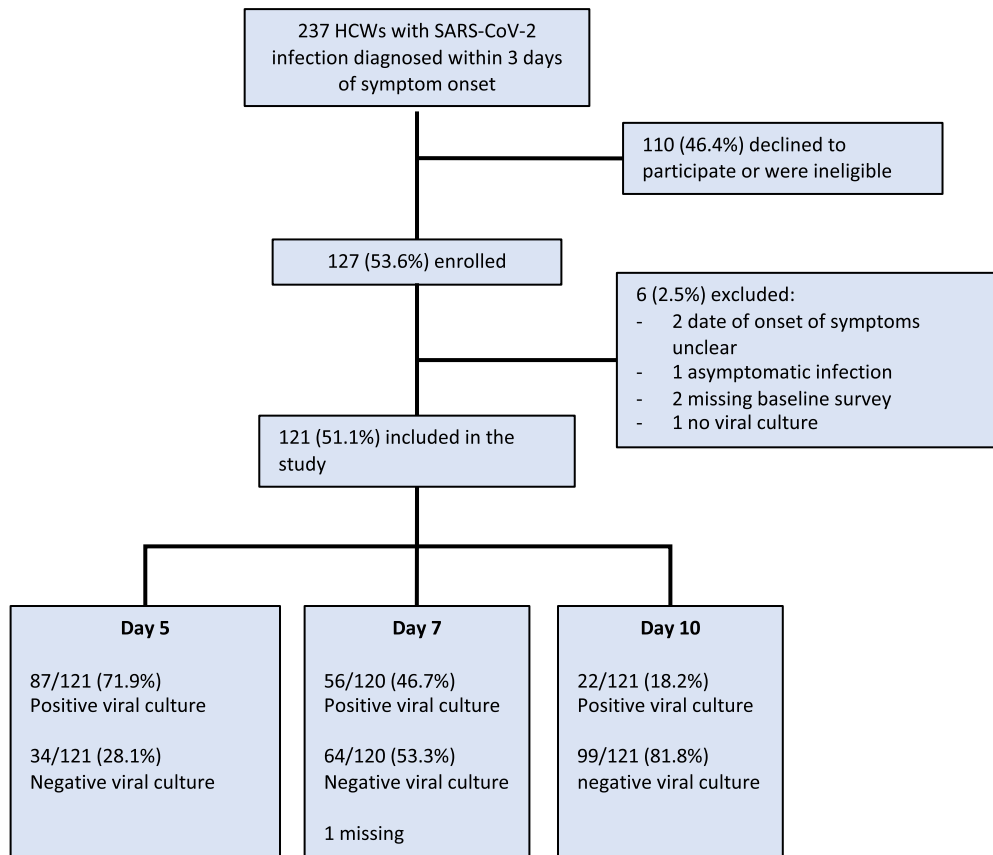 237 HCWs with SARS-CoV-2
infection diagnosed within 3 days
of symptom onset
110 (46.4%) declined to
participate or were ineligible
127 (53.6%) enrolled
6 (2.5%) excluded:
- 2 date of onset of symptoms
unclear
- 1 asymptomatic infection
- 2 missing baseline survey
- 1 no viral culture
121 (51.1%) included in the
study
Day 5
87/121 (71.9%)
Positive viral culture
34/121 (28.1%)
Negative viral culture
Day 7
56/120 (46.7%)
Positive viral culture
64/120 (53.3%)
Negative viral culture
1 missing
Day 10
22/121 (18.2%)
Positive viral culture
99/121 (81.8%)
negative viral culture